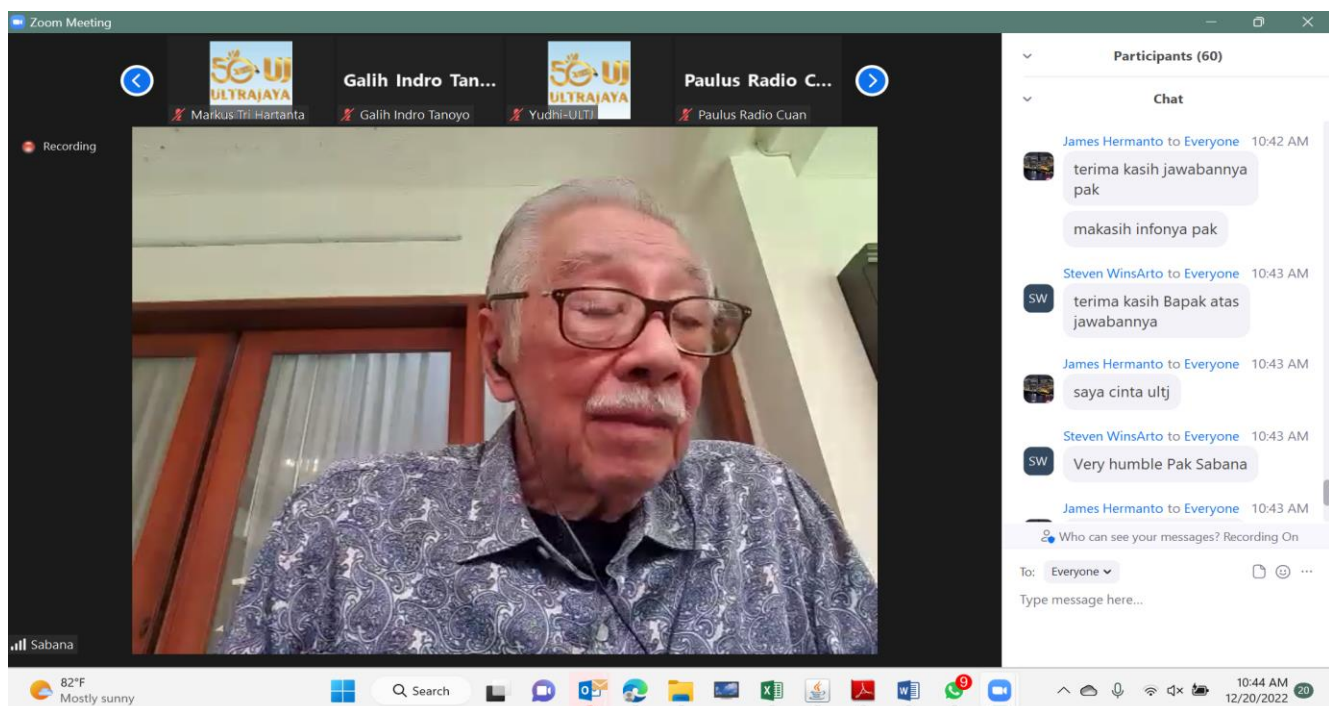 Zoom Meeting
50 UJ
ULTRAJAYA
Markus Tri Hartanta
Galih Indro Tan...
Galih Indro Tanoyo
50 UJ
ULTRAJAYA
Yudhi-ULTJ
Paulus Radio C...
Paulus Radio Cuan
Recording
Sabana
Participants (60)
Chat
James Hermanto to Everyone 10:42 AM
terima kasih jawabannya
pak
makasih infonya pak
Steven WinsArto to Everyone 10:43 AM
SW
terima kasih Bapak atas
jawabannya
James Hermanto to Everyone 10:43 AM
saya cinta ultj
Steven WinsArto to Everyone 10:43 AM
SW
Very humble Pak Sabana
James Hermanto to Everyone 10:43 AM
Who can see your messages? Recording On
To: Everyone
Type message here...
82°F
Mostly sunny
Search
9
10:44 AM
12/20/2022
20